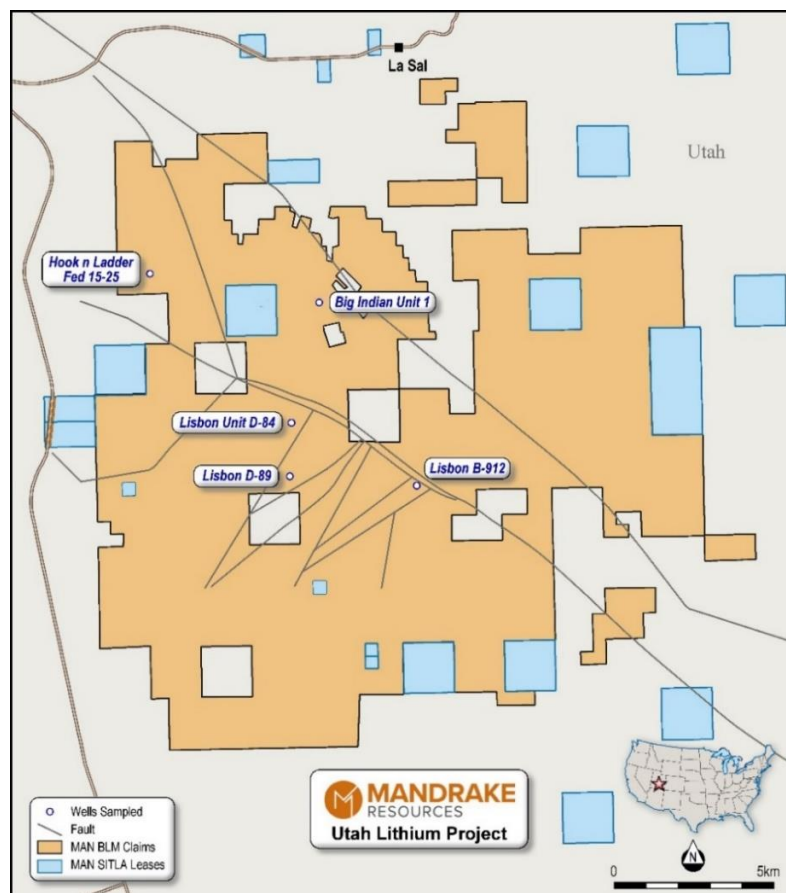 La Sal
Utah
Hook n Ladder
Fed 15-25
Big Indian Unit 1
Lisbon Unit D-84
Lisbon D-89
Lisbon B-912
Wells Sampled
Fault
MAN BLM Claims
MAN SITLA Leases
MANDRAKE
RESOURCES
Utah Lithium Project
N
0 5km